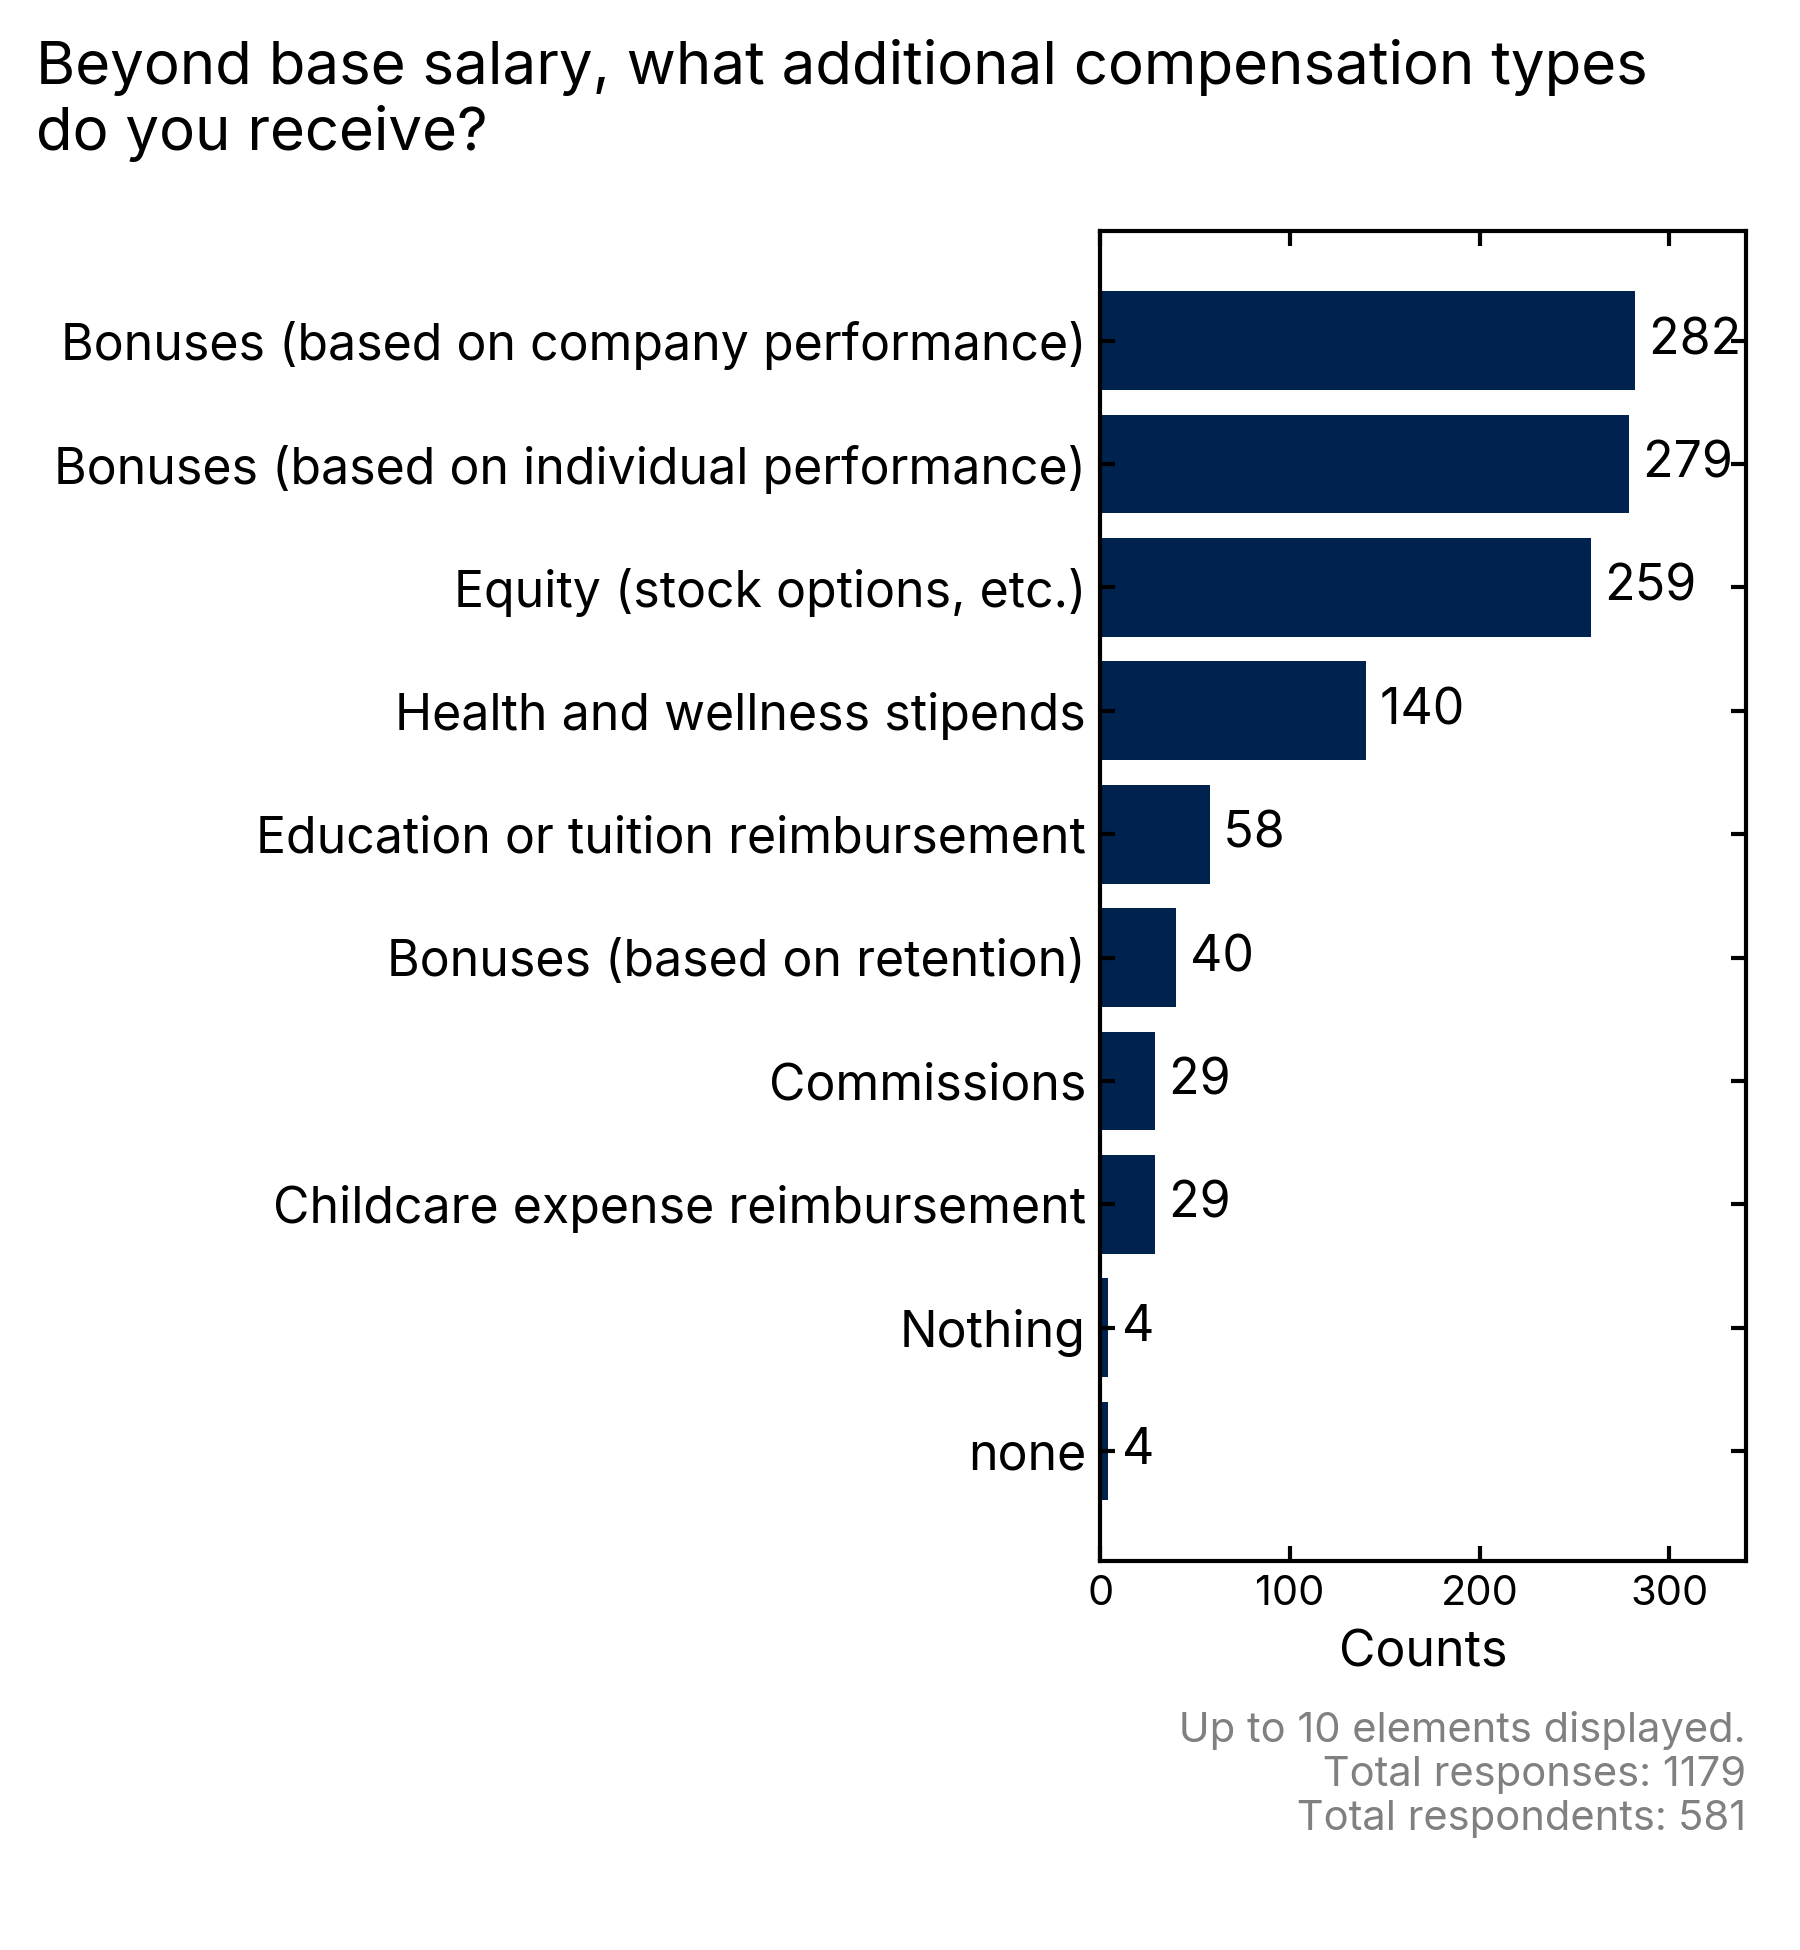 Beyond base salary, what additional compensation types
do you receive?
Bonuses (based on company performance) 282
Bonuses (based on individual performance) 279
Equity (stock options, etc.) 259
Health and wellness stipends 140
Education or tuition reimbursement 58
Bonuses (based on retention) 40
Commissions 29
Childcare expense reimbursement 29
Nothing 4
none 4
0 100 200 300
Counts
Up to 10 elements displayed.
Total responses: 1179
Total respondents: 581